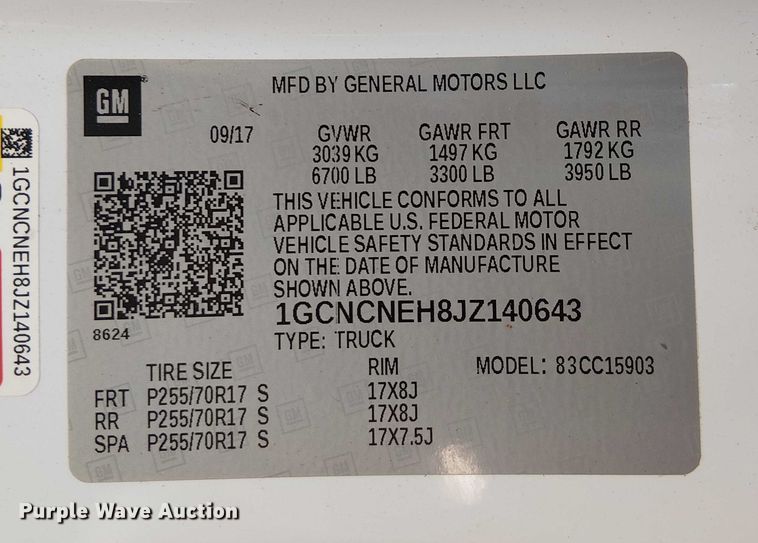 GM
MFD BY GENERAL MOTORS LLC
09/17 GVWR GAWR FRT GAWR RR
3039 KG 1497 KG 1792 KG
6700 LB 3300 LB 3950 LB
THIS VEHICLE CONFORMS TO ALL
APPLICABLE U.S. FEDERAL MOTOR
VEHICLE SAFETY STANDARDS IN EFFECT
ON THE DATE OF MANUFACTURE
SHOWN ABOVE.
1GCNCNEH8JZ140643
8624
TYPE: TRUCK
TIRE SIZE RIM MODEL: 83CC15903
FRT P255/70R17 S 17X8J
RR P255/70R17 S 17X8J
SPA P255/70R17 S 17X7.5J
1GCNCNEH8JZ140643
Purple Wave Auction